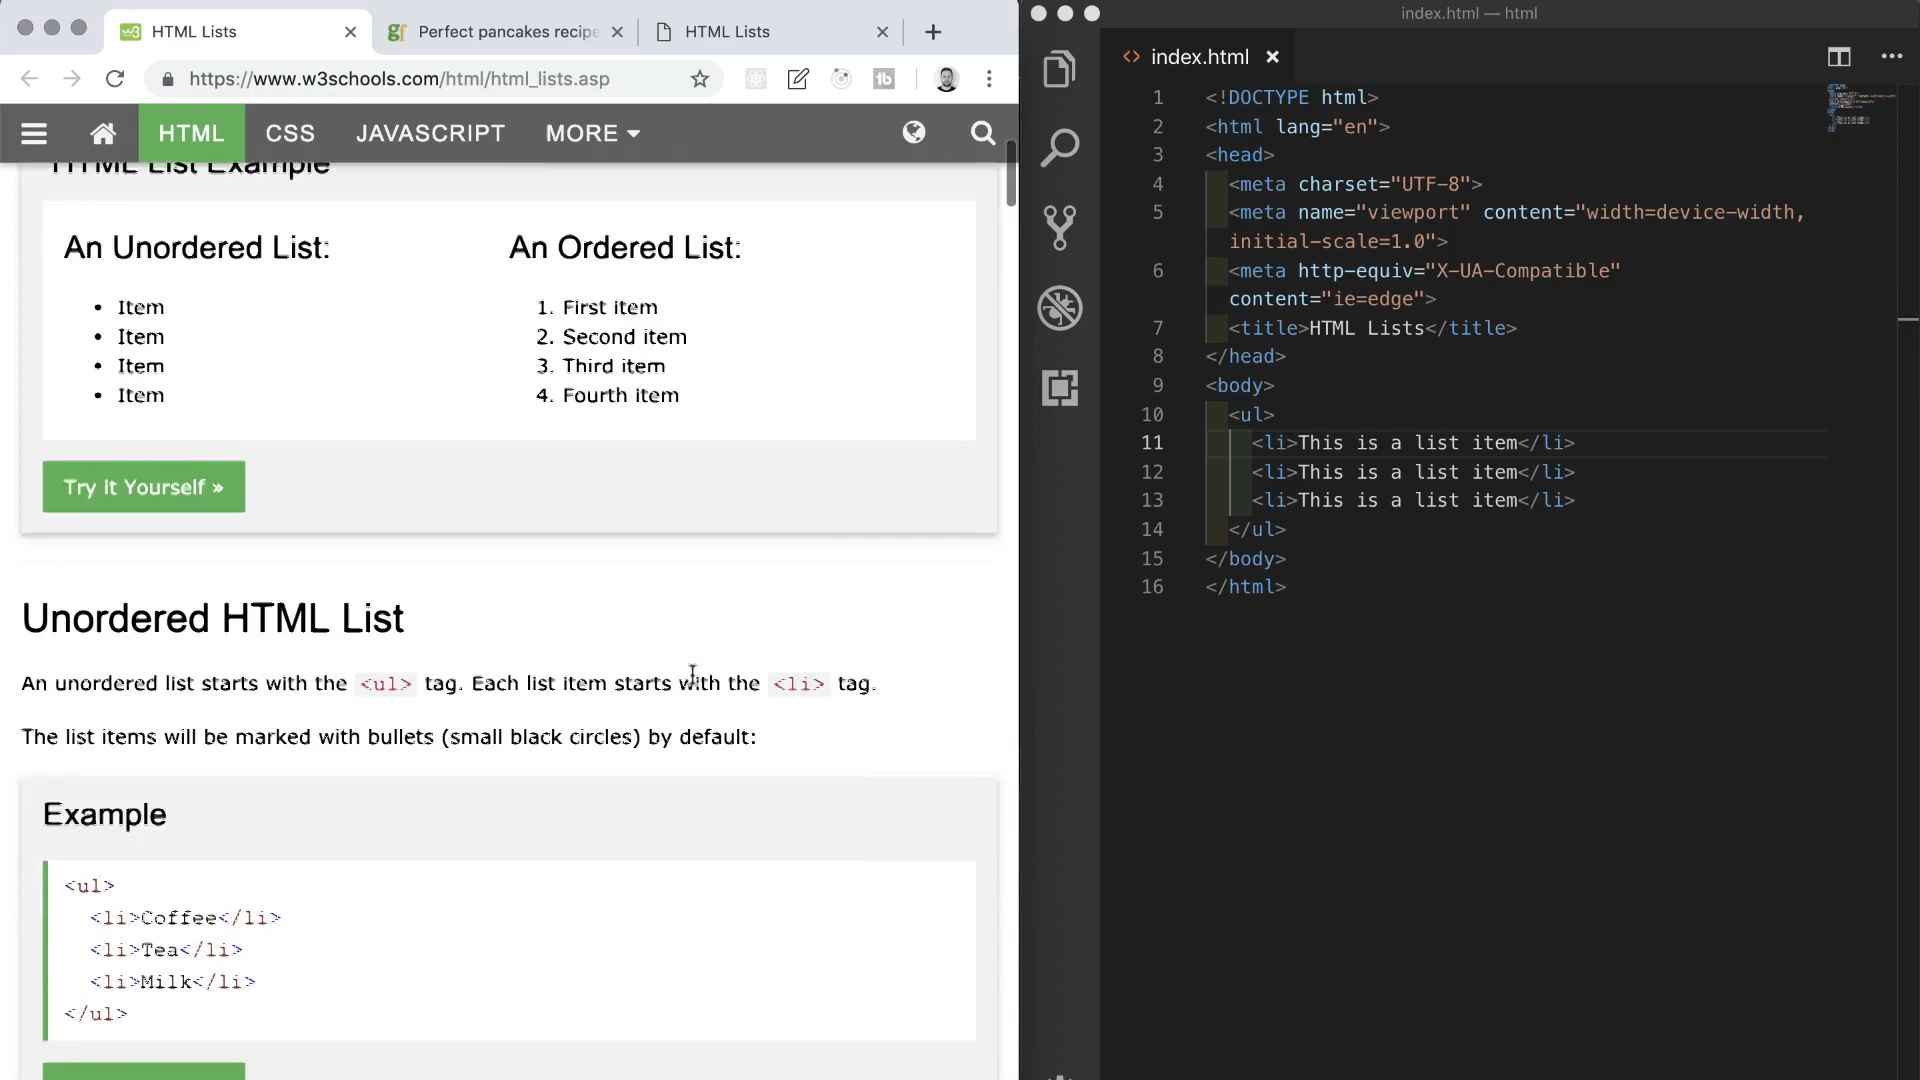 HTML Lists
Perfect pancakes recipe
HTML Lists
https://www.w3schools.com/html/html_lists.asp
HTML CSS JAVASCRIPT MORE
HTML List Example
An Unordered List:
Item
Item
Item
Item
An Ordered List:
1. First item
2. Second item
3. Third item
4. Fourth item
Try it Yourself »
Unordered HTML List
An unordered list starts with the <ul> tag. Each list item starts with the <li> tag.
The list items will be marked with bullets (small black circles) by default:
Example
<ul>
<li>Coffee</li>
<li>Tea</li>
<li>Milk</li>
</ul>
index.html — html
index.html
1 <!DOCTYPE html>
2 <html lang="en">
3 <head>
4 <meta charset="UTF-8">
5 <meta name="viewport" content="width=device-width,
initial-scale=1.0">
6 <meta http-equiv="X-UA-Compatible"
content="ie=edge">
7 <title>HTML Lists</title>
8 </head>
9 <body>
10 <ul>
11 <li>This is a list item</li>
12 <li>This is a list item</li>
13 <li>This is a list item</li>
14 </ul>
15 </body>
16 </html>